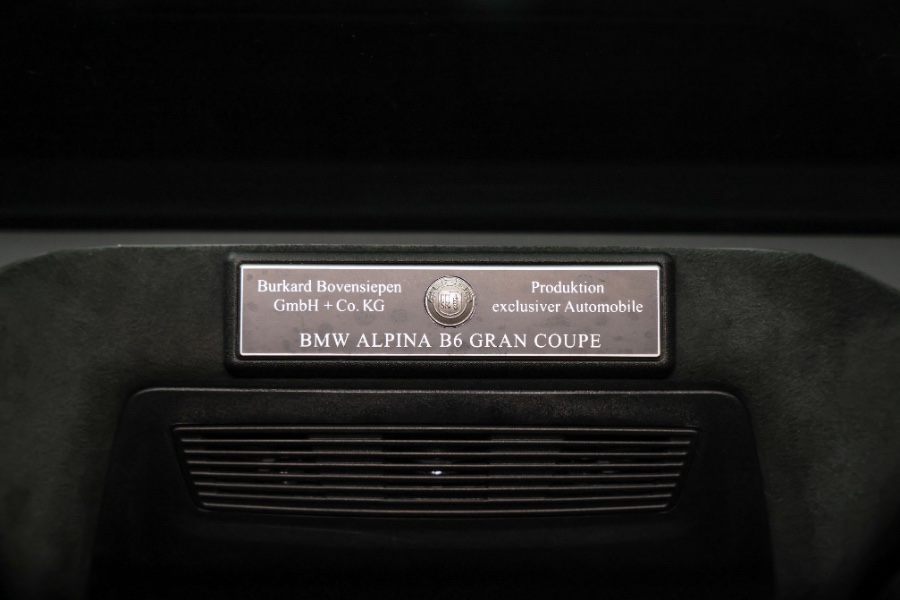 Burkard Bovensiepen
GmbH + Co. KG
Produktion
exclusiver Automobile
BMW ALPINA B6 GRAN COUPE